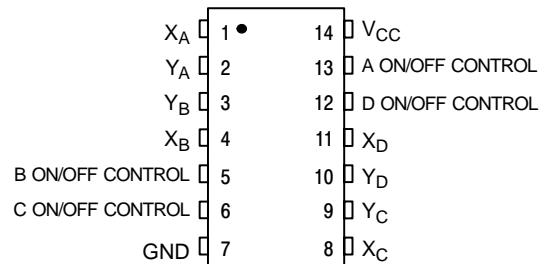 X_A 1 14 V_CC
Y_A 2 13 A ON/OFF CONTROL
Y_B 3 12 D ON/OFF CONTROL
X_B 4 11 X_D
B ON/OFF CONTROL 5 10 Y_D
C ON/OFF CONTROL 6 9 Y_C
GND 7 8 X_C